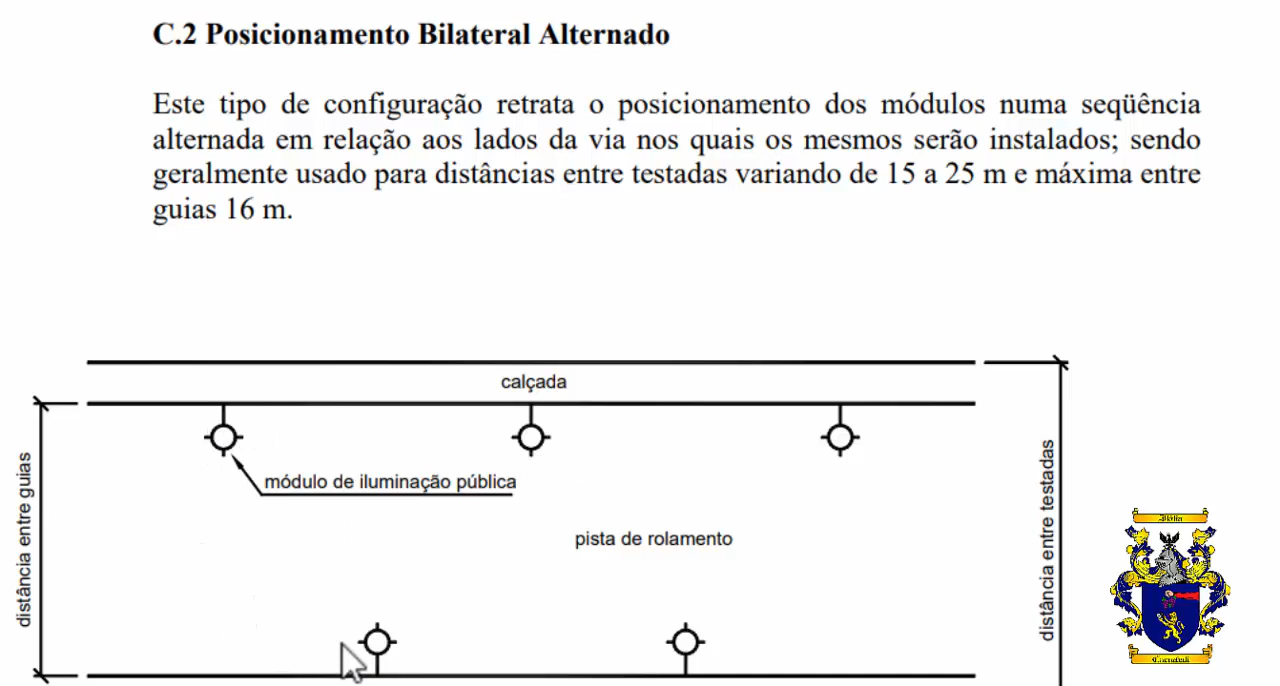 C.2 Posicionamento Bilateral Alternado
Este tipo de configuração retrata o posicionamento dos módulos numa seqüência
alternada em relação aos lados da via nos quais os mesmos serão instalados; sendo
geralmente usado para distâncias entre testadas variando de 15 a 25 m e máxima entre
guias 16 m.
calçada
módulo de iluminação pública
pista de rolamento
distância entre guias
distância entre testadas